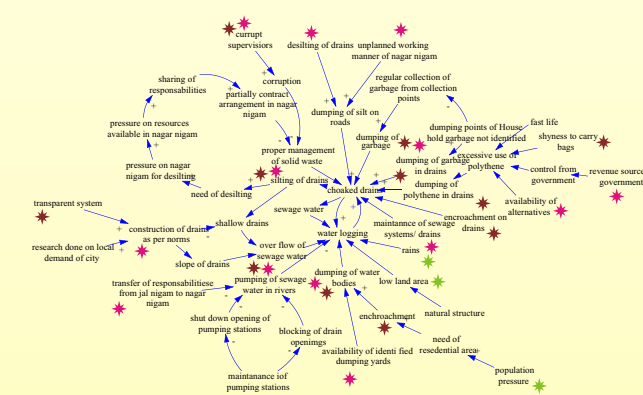 currupt
supervisiors
desilting of drains
unplanned working
manner of nagar nigam
sharing of
responsabilities
corruption
partially contract
arrangement in nagar
nigam
regular collection of
garbage from collection
points
dumping of silt on
roads
pressure on resources
available in nagar nigam
dumping of
garbage
dumping points of House
hold garbage not identified
fast life
shyness to carry
bags
proper management
of solid waste
excessive use of
polythene
pressure on nagar
nigam for desilting
dumping of garbage
in drains
control from
government
revenue source
government
silting of drains
choaked drains
dumping of
polythene in drains
need of desilting
availability of
alternatives
transparent system
sewage water
encroachment on
drains
construction of drains
as per norms
shallow drains
maintannce of sewage
systems/ drains
water logging
research done on local
demand of city
over flow of
sewage water
rains
slope of drains
transfer of responsibilitiese
from jal nigam to nagar
nigam
pumping of sewage
water in rivers
dumping of water
bodies
low land area
shut down opening of
pumping stations
natural structure
enchroachment
blocking of drain
openimgs
need of
resedential area
availability of identi fied
dumping yards
maintanance iof
pumping stations
population
pressure